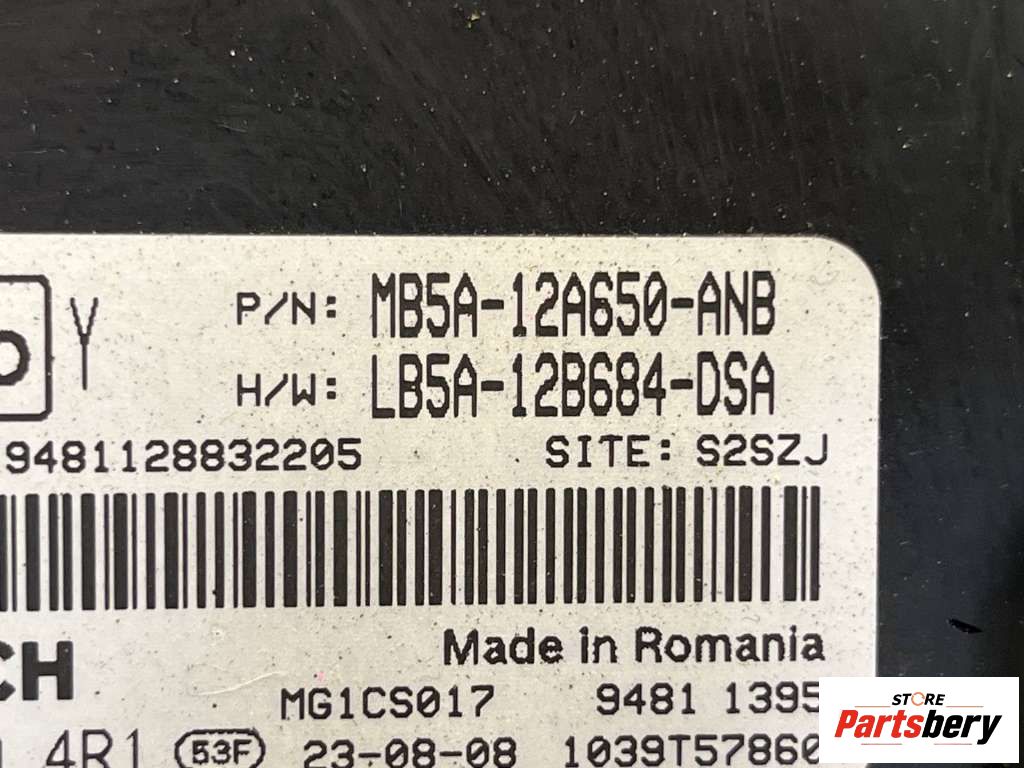 P/N: MB5A-12A650-ANB
Y
H/W: LB5A-12B684-DSA
9481128832205 SITE: S2SZJ
Made in Romania
CH
MG1CS017 9481 1395
4R1 53F 23-08-08 1039T57860
STORE
Partsbery